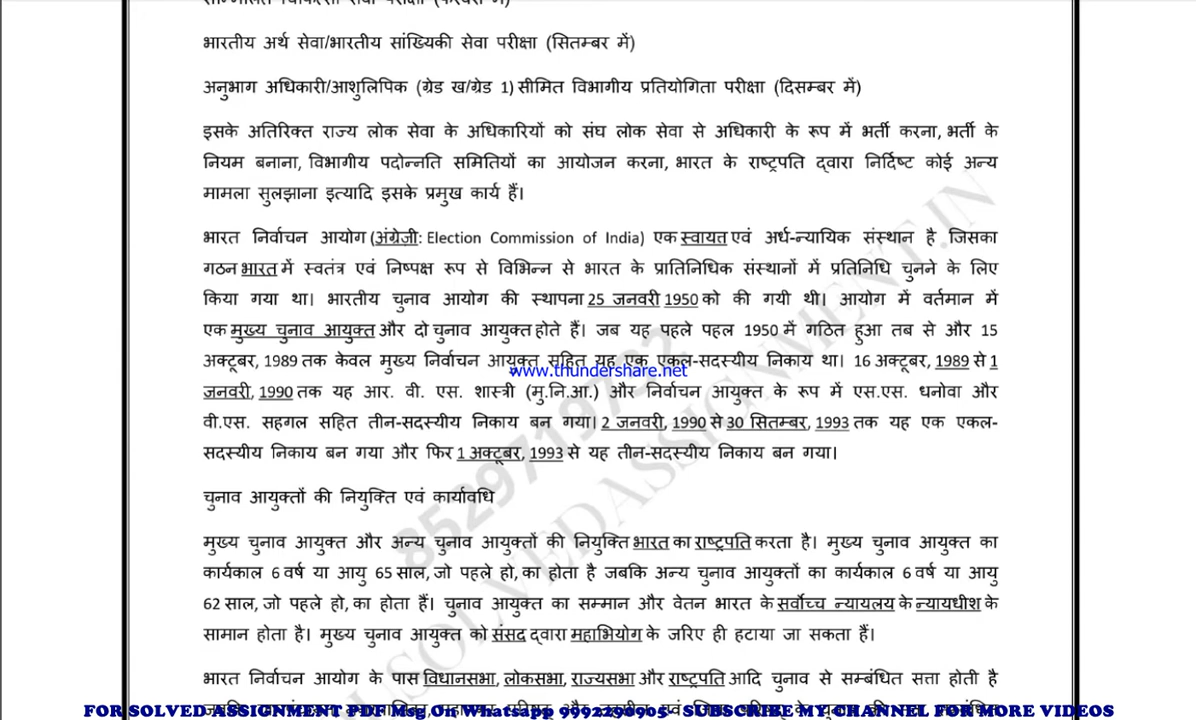 भारतीय अर्थ सेवा/भारतीय सांख्यिकी सेवा परीक्षा (सितम्बर में)
अनुभाग अधिकारी/आशुलिपिक (ग्रेड ख/ग्रेड 1) सीमित विभागीय प्रतियोगिता परीक्षा (दिसम्बर में)
इसके अतिरिक्त राज्य लोक सेवा के अधिकारियों को संघ लोक सेवा से अधिकारी के रूप में भर्ती करना, भर्ती के
नियम बनाना, विभागीय पदोन्नति समितियों का आयोजन करना, भारत के राष्ट्रपति द्वारा निर्दिष्ट कोई अन्य
मामला सुलझाना इत्यादि इसके प्रमुख कार्य हैं।
भारत निर्वाचन आयोग (अंग्रेजी: Election Commission of India) एक स्वायत्त एवं अर्ध-न्यायिक संस्थान है जिसका
गठन भारत में स्वतंत्र एवं निष्पक्ष रूप से विभिन्न से भारत के प्रातिनिधिक संस्थानों में प्रतिनिधि चुनने के लिए
किया गया था। भारतीय चुनाव आयोग की स्थापना 25 जनवरी 1950 को की गयी थी। आयोग में वर्तमान में
एक मुख्य चुनाव आयुक्त और दो चुनाव आयुक्त होते हैं। जब यह पहले पहल 1950 में गठित हुआ तब से और 15
अक्टूबर, 1989 तक केवल मुख्य निर्वाचन आयुक्त सहित यह एक एकल-सदस्यीय निकाय था। 16 अक्टूबर, 1989 से 1
www.thundershare.net
जनवरी, 1990 तक यह आर. वी. एस. शास्त्री (मु.नि.आ.) और निर्वाचन आयुक्त के रूप में एस.एस. धनोवा और
वी.एस. सहगल सहित तीन-सदस्यीय निकाय बन गया। 2 जनवरी, 1990 से 30 सितम्बर, 1993 तक यह एक एकल-
सदस्यीय निकाय बन गया और फिर 1 अक्टूबर, 1993 से यह तीन-सदस्यीय निकाय बन गया।
चुनाव आयुक्तों की नियुक्ति एवं कार्यावधि
मुख्य चुनाव आयुक्त और अन्य चुनाव आयुक्तों की नियुक्ति भारत का राष्ट्रपति करता है। मुख्य चुनाव आयुक्त का
कार्यकाल 6 वर्ष या आयु 65 साल, जो पहले हो, का होता है जबकि अन्य चुनाव आयुक्तों का कार्यकाल 6 वर्ष या आयु
62 साल, जो पहले हो, का होता हैं। चुनाव आयुक्त का सम्मान और वेतन भारत के सर्वोच्च न्यायलय के न्यायधीश के
सामान होता है। मुख्य चुनाव आयुक्त को संसद द्वारा महाभियोग के जरिए ही हटाया जा सकता हैं।
भारत निर्वाचन आयोग के पास विधानसभा, लोकसभा, राज्यसभा और राष्ट्रपति आदि चुनाव से सम्बंधित सत्ता होती है
FOR SOLVED ASSIGNMENT PDF Msg On Whatsapp 9992290905- SUBSCRIBE MY CHANNEL FOR MORE VIDEOS